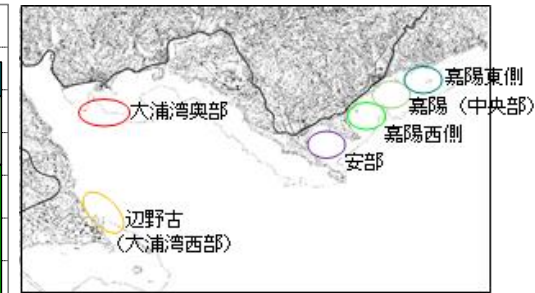 嘉陽東側
嘉陽（中央部）
大浦湾奥部
嘉陽西側
安部
辺野古
（大浦湾西部）